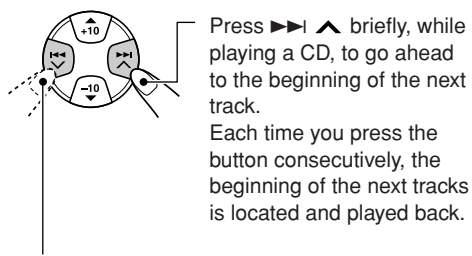 +10
–10
Press ►►I ∧ briefly, while
playing a CD, to go ahead
to the beginning of the next
track.
Each time you press the
button consecutively, the
beginning of the next tracks
is located and played back.